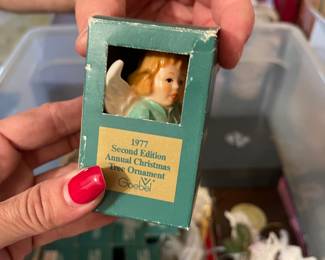 1977
Second Edition
Annual Christmas
Tree Ornament
Goebel